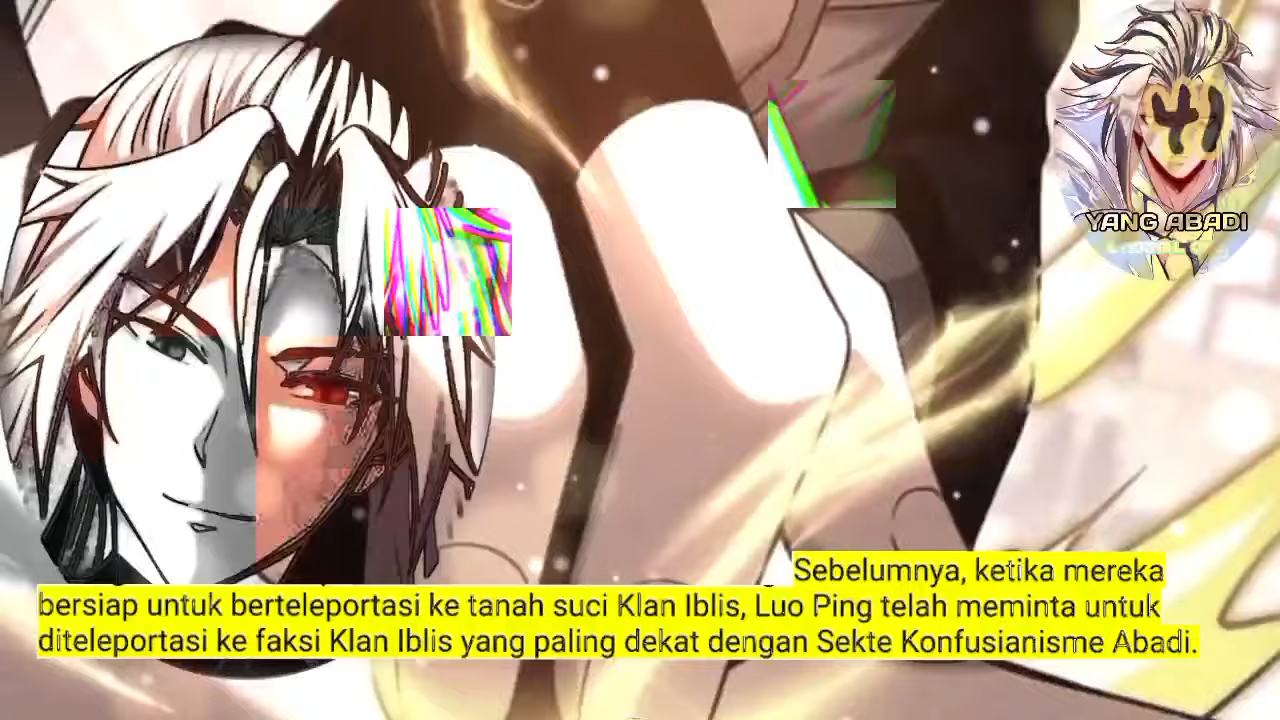 YANG ABADI
Sebelumnya, ketika mereka
bersiap untuk berteleportasi ke tanah suci Klan Iblis, Luo Ping telah meminta untuk
diteleportasi ke faksi Klan Iblis yang paling dekat dengan Sekte Konfusianisme Abadi.